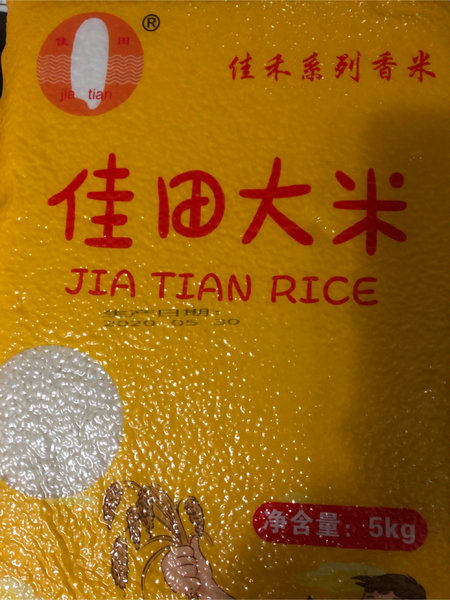 佳 田
jia tian
®
佳禾系列香米
佳田大米
JIA TIAN RICE
生产日期:
2020 05 30
净含量：5kg